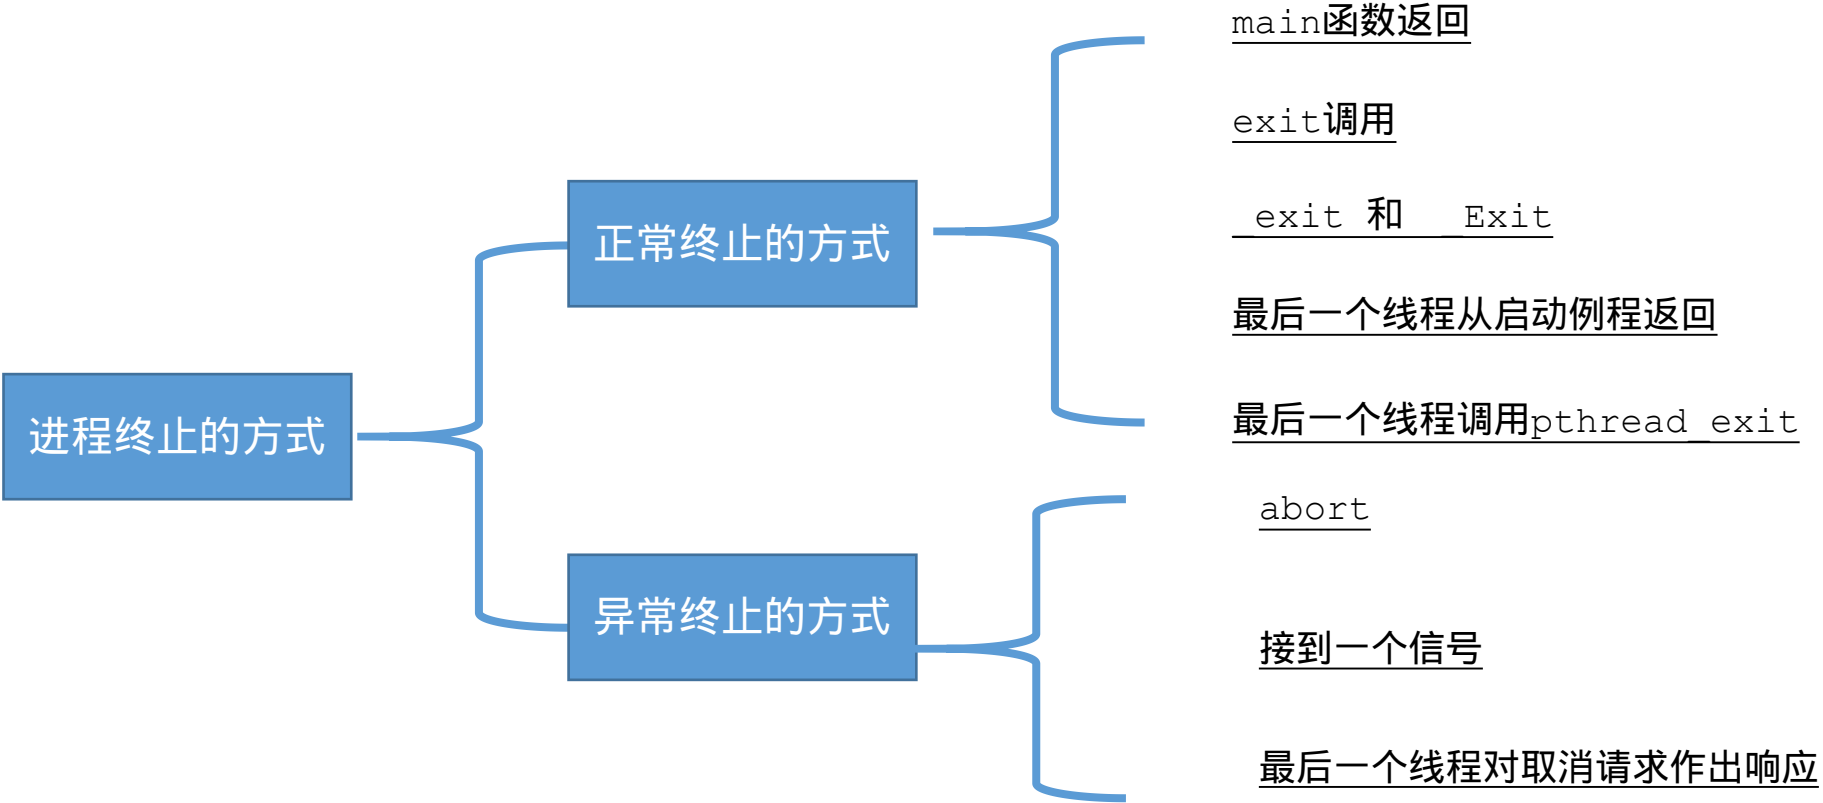 进程终止的方式
正常终止的方式
main函数返回
exit调用
_exit 和 _Exit
最后一个线程从启动例程返回
最后一个线程调用pthread_exit
异常终止的方式
abort
接到一个信号
最后一个线程对取消请求作出响应